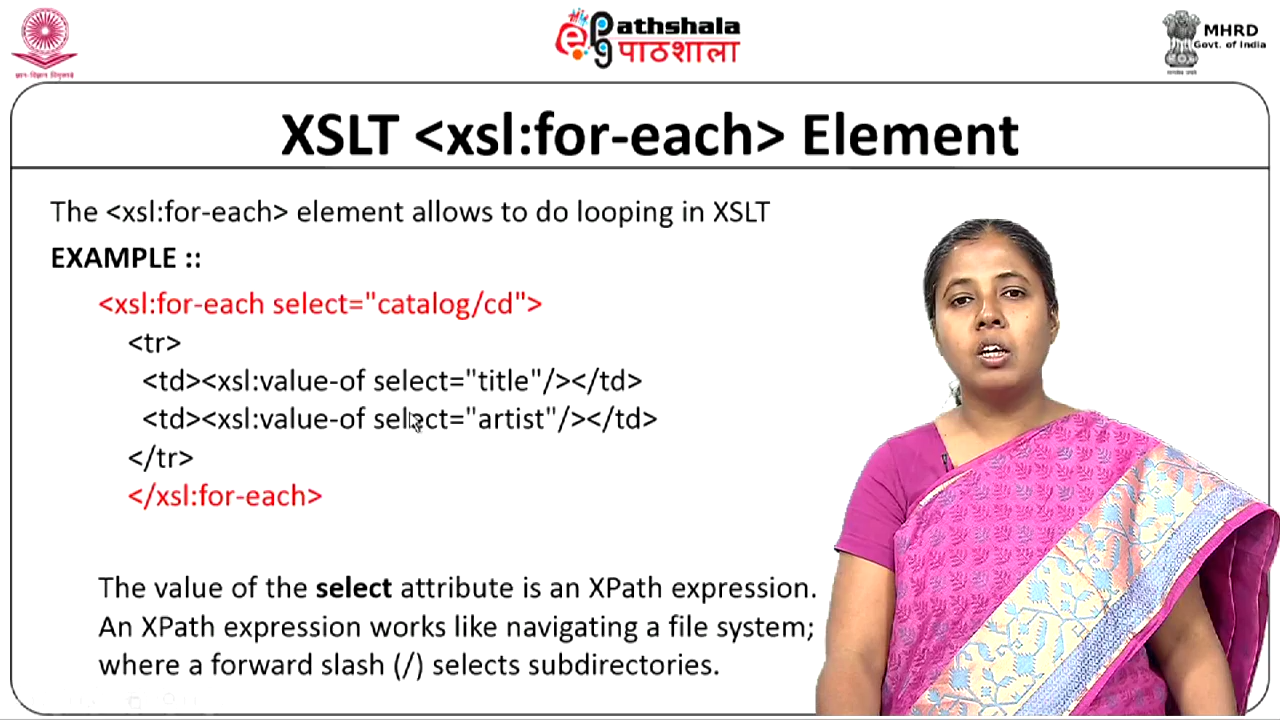 ePathshala
पाठशाला
MHRD
Govt. of India
XSLT <xsl:for-each> Element
The <xsl:for-each> element allows to do looping in XSLT
EXAMPLE ::
<xsl:for-each select="catalog/cd">
<tr>
<td><xsl:value-of select="title"/></td>
<td><xsl:value-of select="artist"/></td>
</tr>
</xsl:for-each>
The value of the select attribute is an XPath expression.
An XPath expression works like navigating a file system;
where a forward slash (/) selects subdirectories.